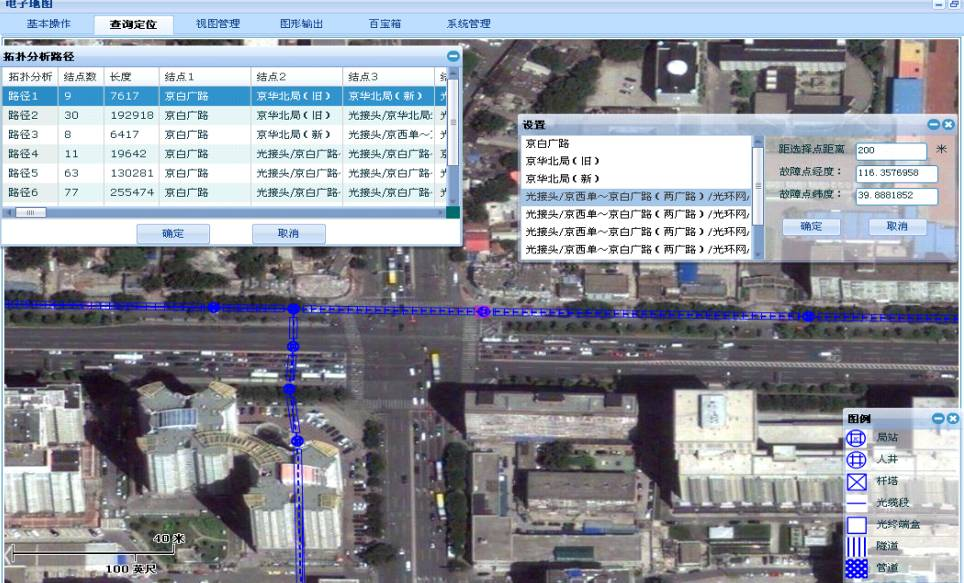 电子地图
基本操作 查询定位 视图管理 图形输出 百宝箱 系统管理
拓扑分析路径
拓扑分析 结点数 长度 结点1 结点2 结点3
路径1 9 7617 京白广路 京华北局(旧) 京华北局(新)
路径2 30 192918 京白广路 京华北局(旧) 光接头/京华北局
路径3 8 6417 京白广路 京华北局(新) 光接头/京西单～
路径4 11 19642 京白广路 光接头/京白广路 光接头/京白广路
路径5 63 130281 京白广路 光接头/京白广路 光接头/京白广路
路径6 77 255474 京白广路 光接头/京白广路 光接头/京白广路
确定 取消
设置
京白广路
京华北局(旧)
京华北局(新)
光接头/京西单～京白广路(两广路)/光环网/
光接头/京西单～京白广路(两广路)/光环网/
光接头/京西单～京白广路(两广路)/光环网/
光接头/京西单～京白广路(两广路)/光环网/
距选择点距离 200 米
故障点经度： 116.3576958
故障点纬度： 39.8881852
确定 取消
图例
局站
人井
杆塔
光缆段
光终端盒
隧道
管道
40 米
100 英尺